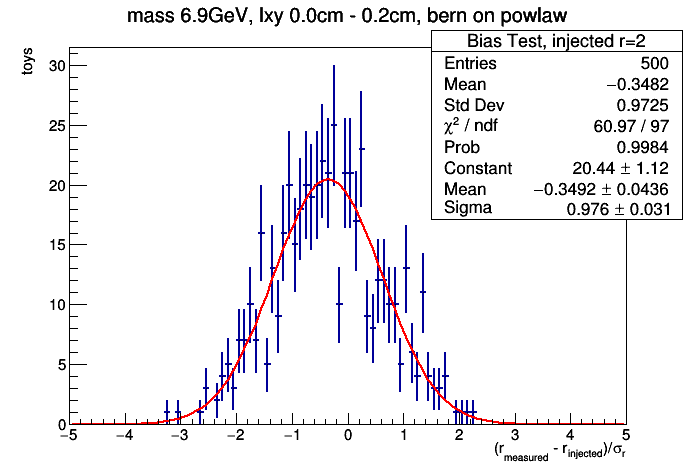 mass 6.9GeV, lxy 0.0cm - 0.2cm, bern on powlaw
Bias Test, injected r=2
Entries 500
Mean −0.3482
Std Dev 0.9725
χ² / ndf 60.97 / 97
Prob 0.9984
Constant 20.44 ± 1.12
Mean −0.3492 ± 0.0436
Sigma 0.976 ± 0.031
toys
30
25
20
15
10
5
0
−5 −4 −3 −2 −1 0 1 2 3 4 5
(r_measured - r_injected)/σ_r